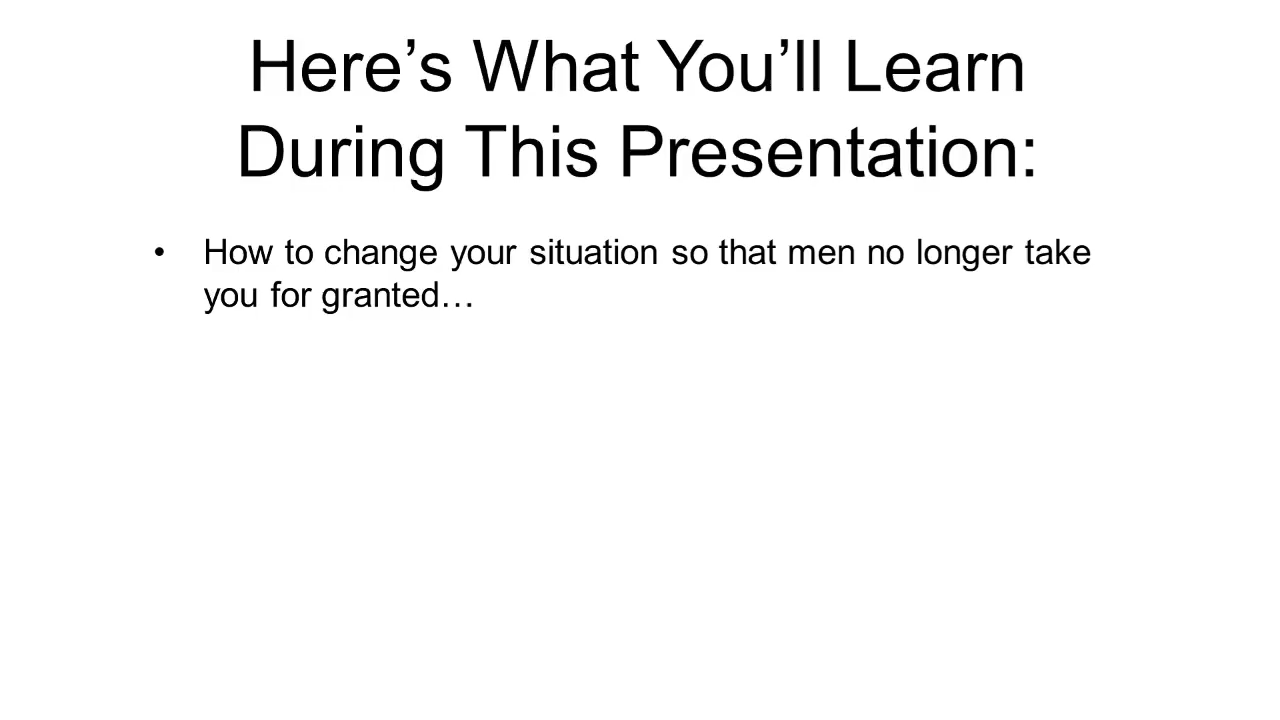 Here’s What You’ll Learn
During This Presentation:
• How to change your situation so that men no longer take
you for granted…